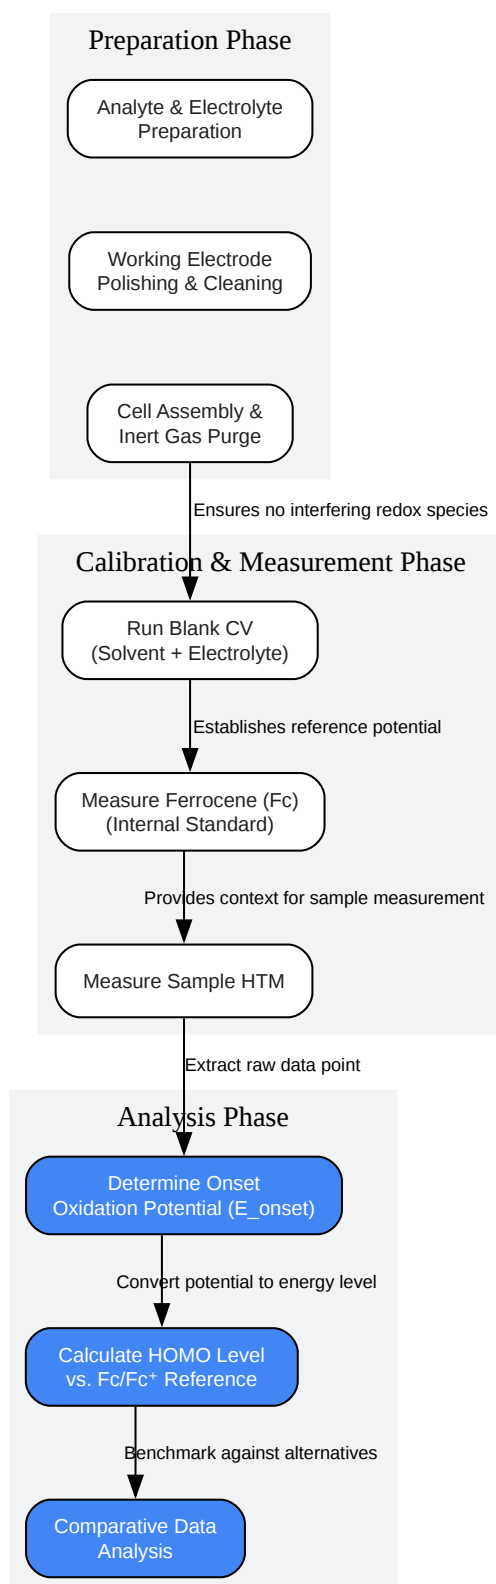 Preparation Phase
Analyte & Electrolyte
Preparation
Working Electrode
Polishing & Cleaning
Cell Assembly &
Inert Gas Purge
Ensures no interfering redox species
Calibration & Measurement Phase
Run Blank CV
(Solvent + Electrolyte)
Establishes reference potential
Measure Ferrocene (Fc)
(Internal Standard)
Provides context for sample measurement
Measure Sample HTM
Extract raw data point
Analysis Phase
Determine Onset
Oxidation Potential (E_onset)
Convert potential to energy level
Calculate HOMO Level
vs. Fc/Fc⁺ Reference
Benchmark against alternatives
Comparative Data
Analysis